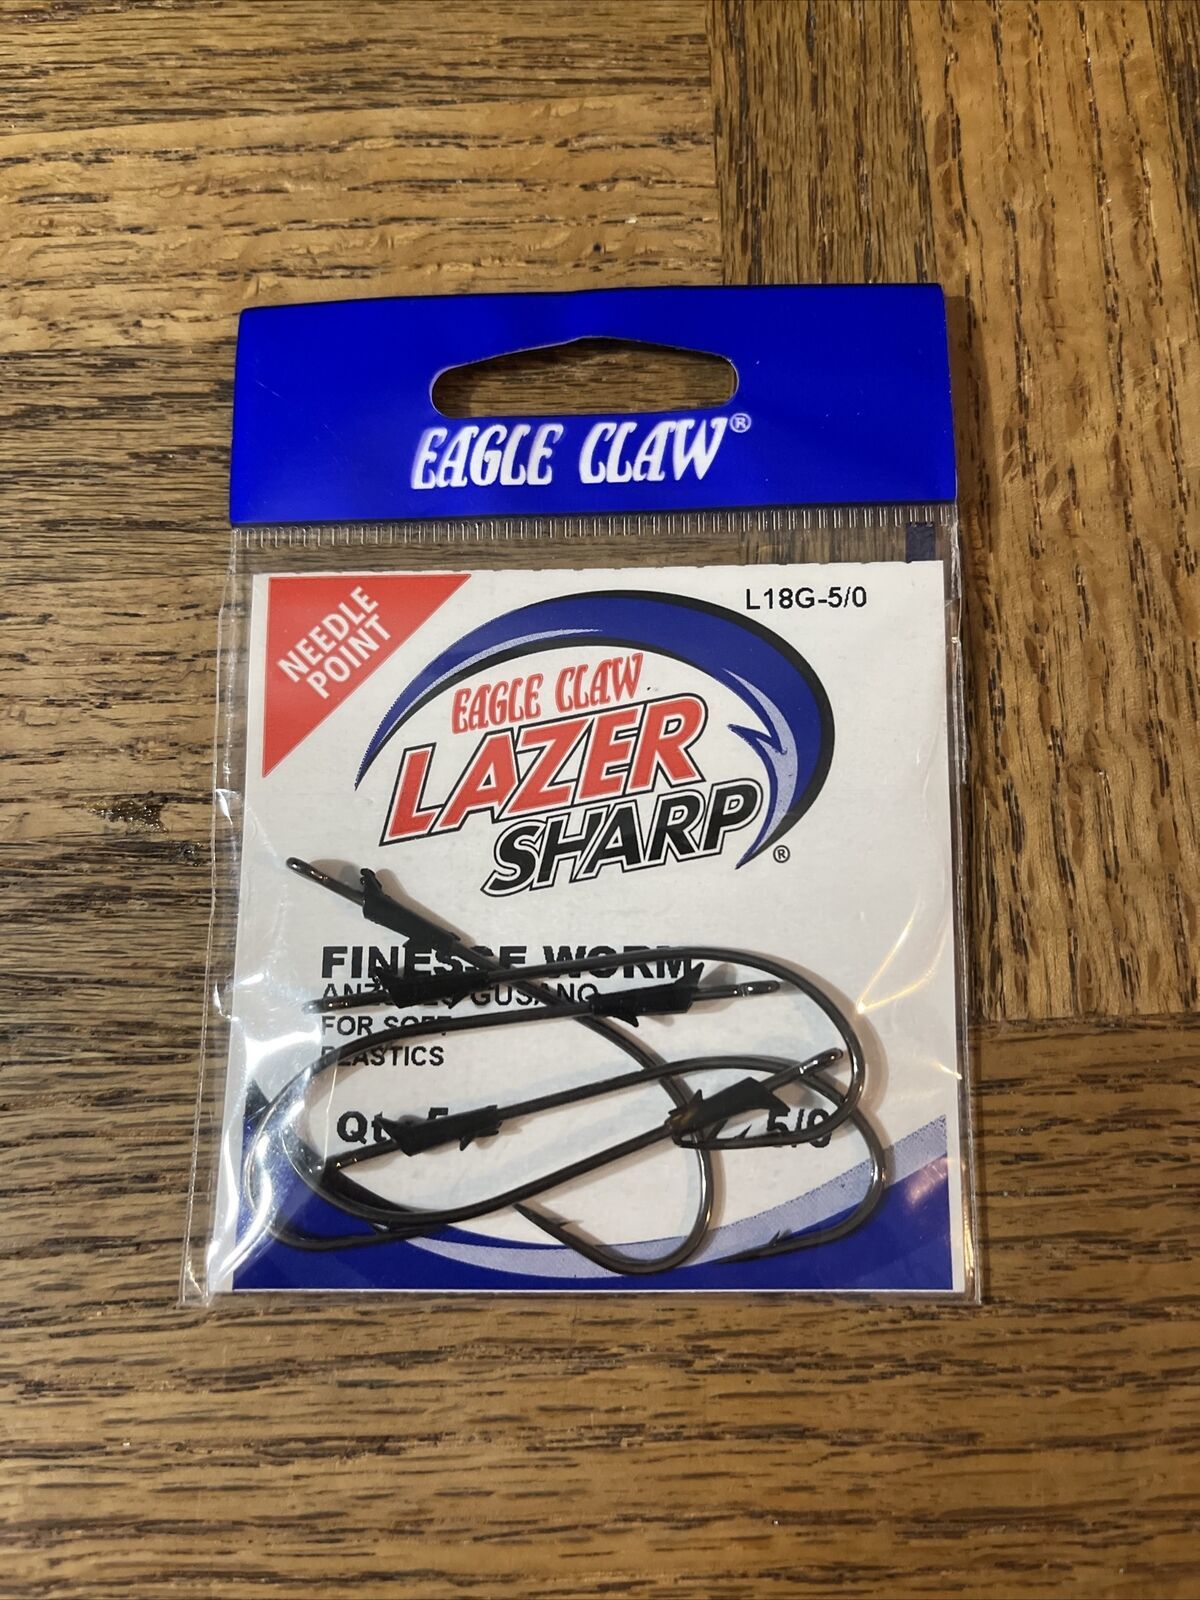 EAGLE CLAW®
L18G-5/0
NEEDLE
POINT
EAGLE CLAW
LAZER
SHARP®
FINESSE WORM
GUSANO
FOR SOFT
PLASTICS
5/0